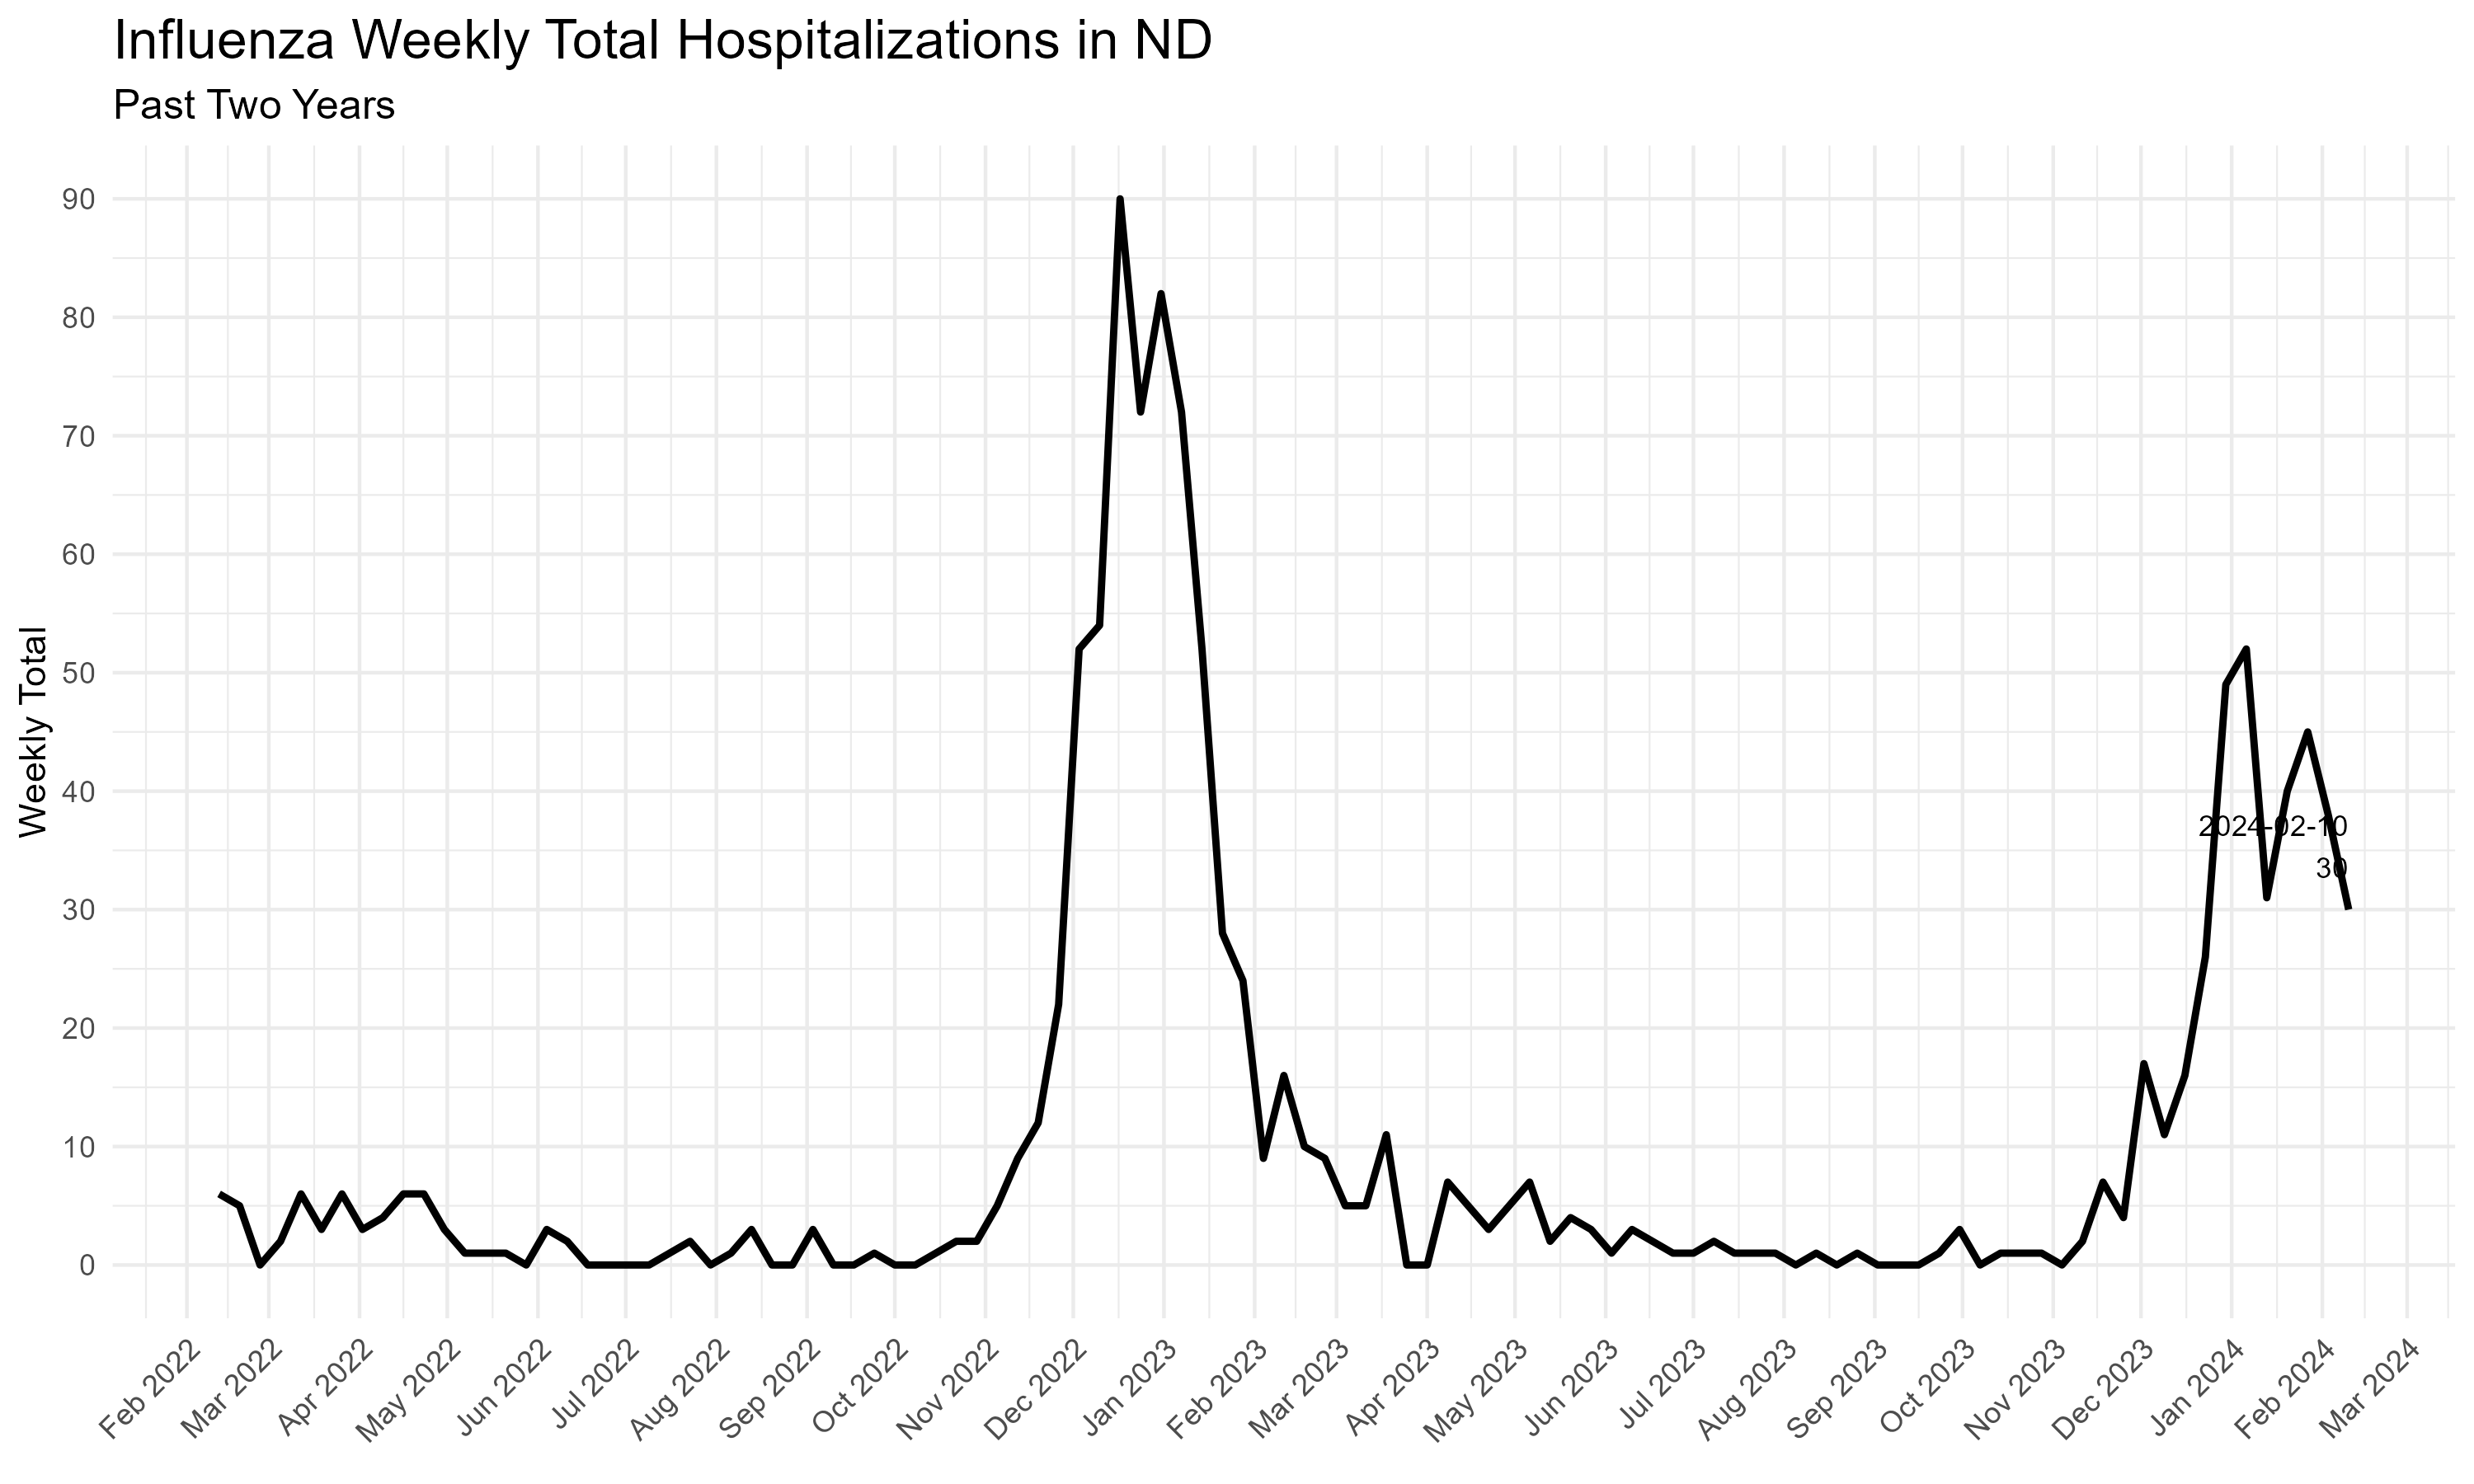 Influenza Weekly Total Hospitalizations in ND
Past Two Years
Weekly Total
90
80
70
60
50
40
30
20
10
0
2024-02-10
30
Feb 2022
Mar 2022
Apr 2022
May 2022
Jun 2022
Jul 2022
Aug 2022
Sep 2022
Oct 2022
Nov 2022
Dec 2022
Jan 2023
Feb 2023
Mar 2023
Apr 2023
May 2023
Jun 2023
Jul 2023
Aug 2023
Sep 2023
Oct 2023
Nov 2023
Dec 2023
Jan 2024
Feb 2024
Mar 2024